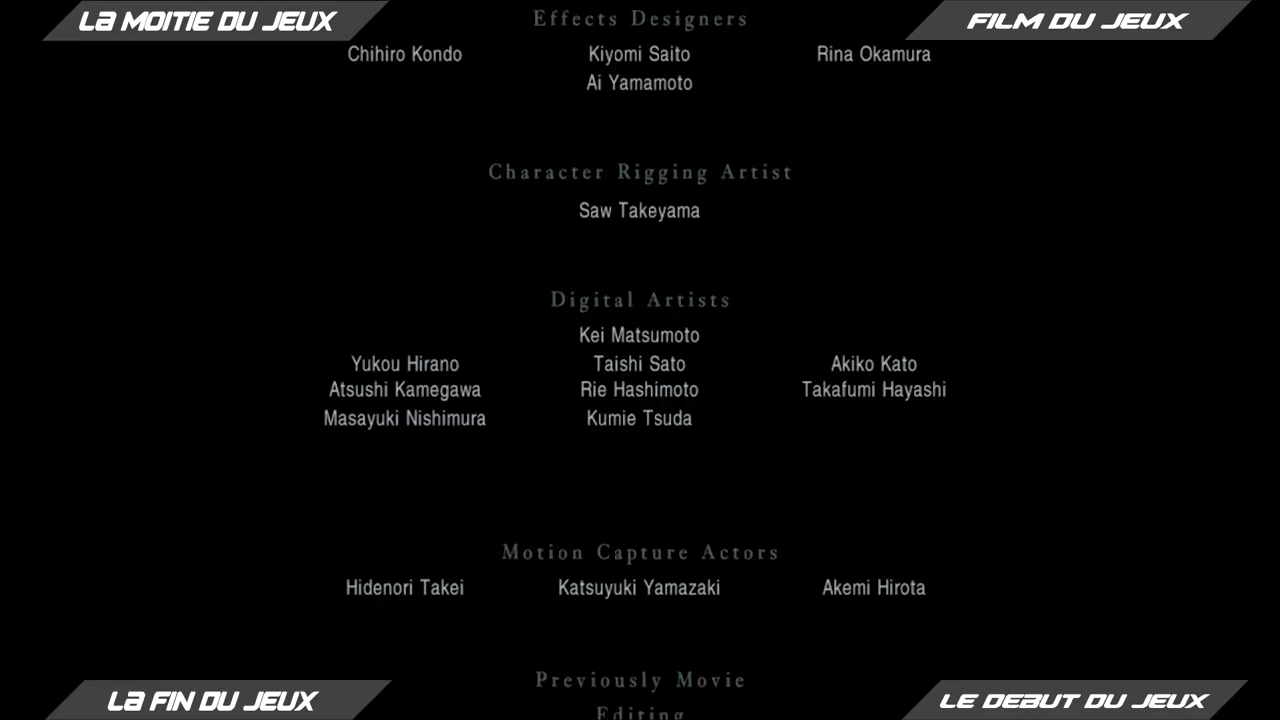 LA MOITIE DU JEUX
FILM DU JEUX
Effects Designers
Chihiro Kondo Kiyomi Saito Rina Okamura
Ai Yamamoto
Character Rigging Artist
Saw Takeyama
Digital Artists
Kei Matsumoto
Yukou Hirano Taishi Sato Akiko Kato
Atsushi Kamegawa Rie Hashimoto Takafumi Hayashi
Masayuki Nishimura Kumie Tsuda
Motion Capture Actors
Hidenori Takei Katsuyuki Yamazaki Akemi Hirota
Previously Movie
Editing
LA FIN DU JEUX
LE DEBUT DU JEUX